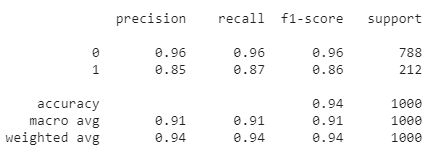 precision recall f1-score support
0 0.96 0.96 0.96 788
1 0.85 0.87 0.86 212
accuracy 0.94 1000
macro avg 0.91 0.91 0.91 1000
weighted avg 0.94 0.94 0.94 1000